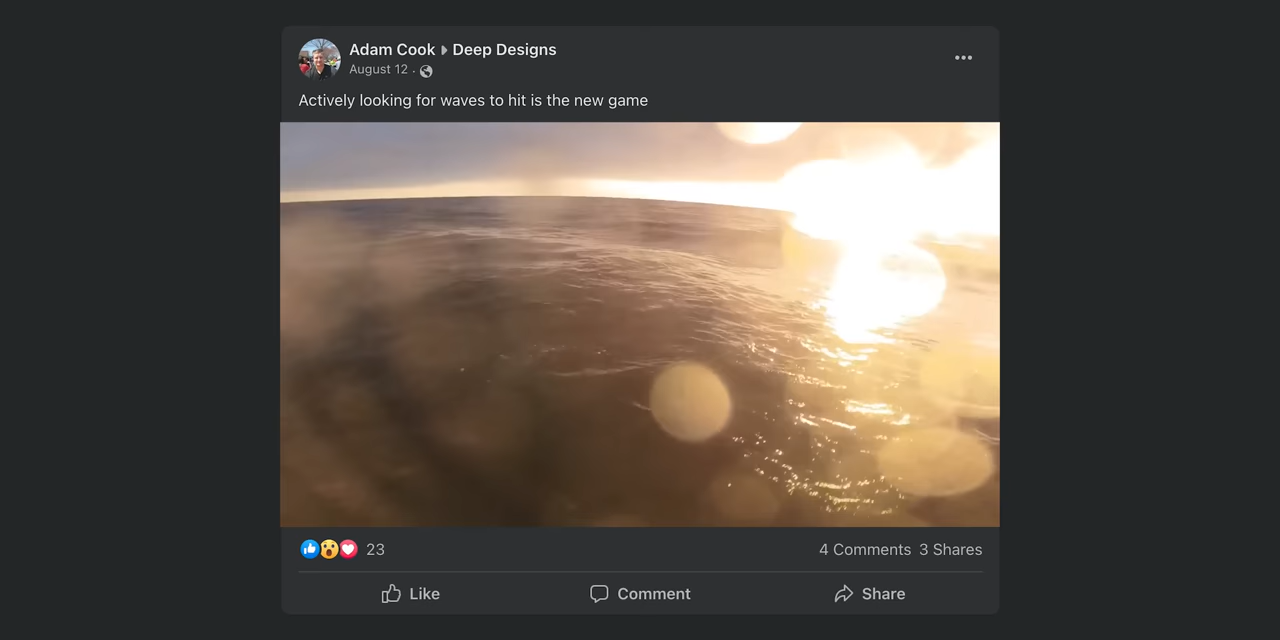 Adam Cook Deep Designs
August 12 ·
Actively looking for waves to hit is the new game
23
4 Comments 3 Shares
Like
Comment
Share